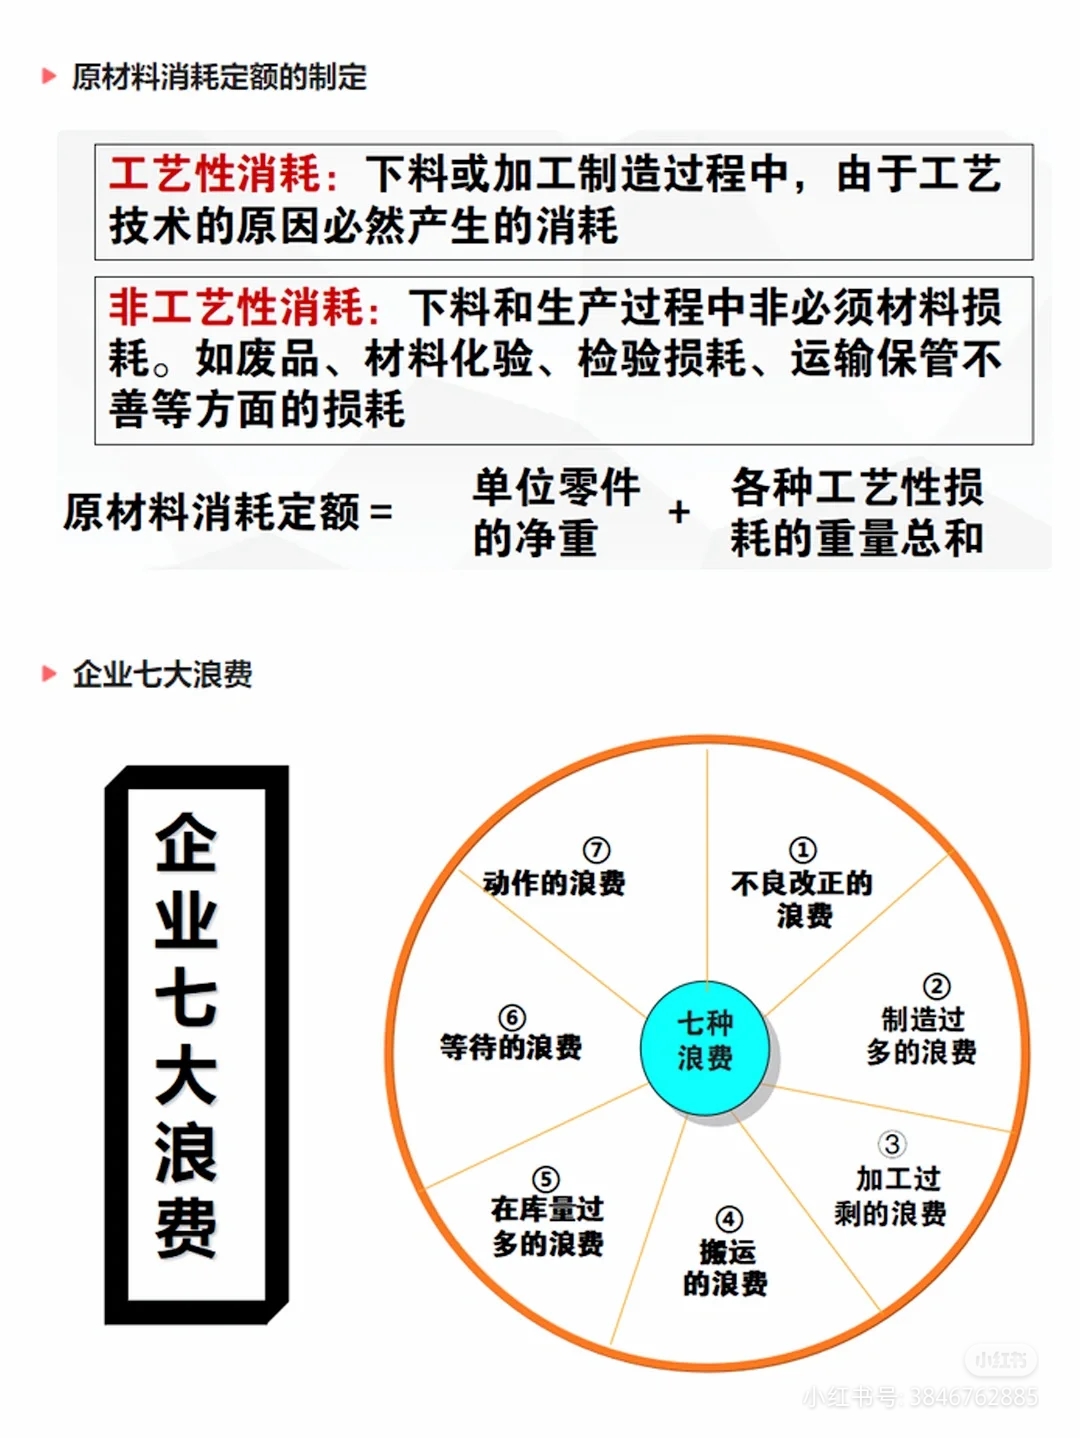 原材料消耗定额的制定
工艺性消耗：下料或加工制造过程中，由于工艺
技术的原因必然产生的消耗
非工艺性消耗：下料和生产过程中非必须材料损
耗。如废品、材料化验、检验损耗、运输保管不
善等方面的损耗
原材料消耗定额=
单位零件
的净重
+
各种工艺性损
耗的重量总和
企业七大浪费
企业七大浪费
七种
浪费
①
不良改正的
浪费
②
制造过
多的浪费
③
加工过
剩的浪费
④
搬运
的浪费
⑤
在库量过
多的浪费
⑥
等待的浪费
⑦
动作的浪费
小红书
小红书号: 3846762885